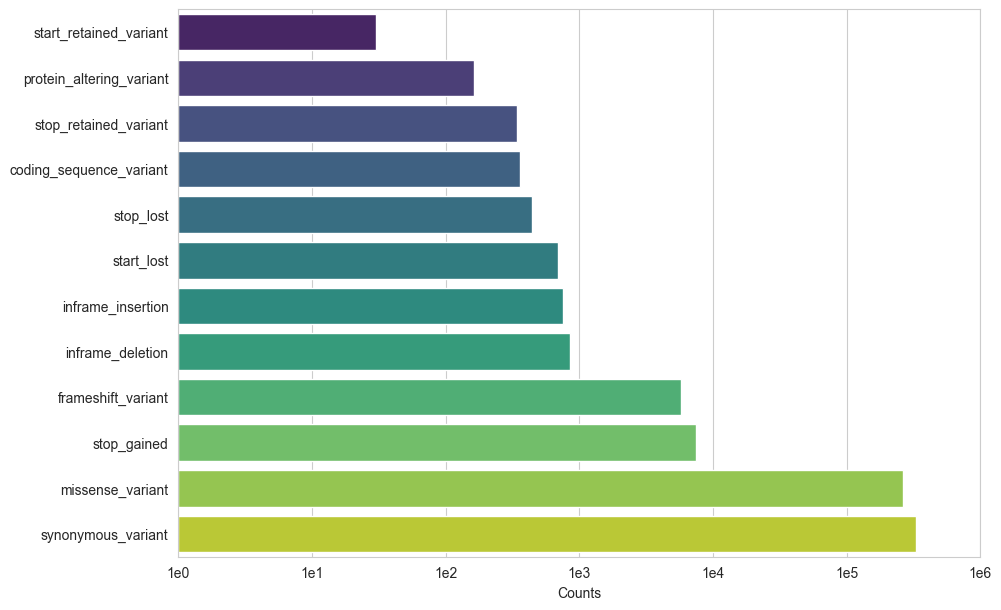 start_retained_variant
protein_altering_variant
stop_retained_variant
coding_sequence_variant
stop_lost
start_lost
inframe_insertion
inframe_deletion
frameshift_variant
stop_gained
missense_variant
synonymous_variant
1e0 1e1 1e2 1e3 1e4 1e5 1e6
Counts